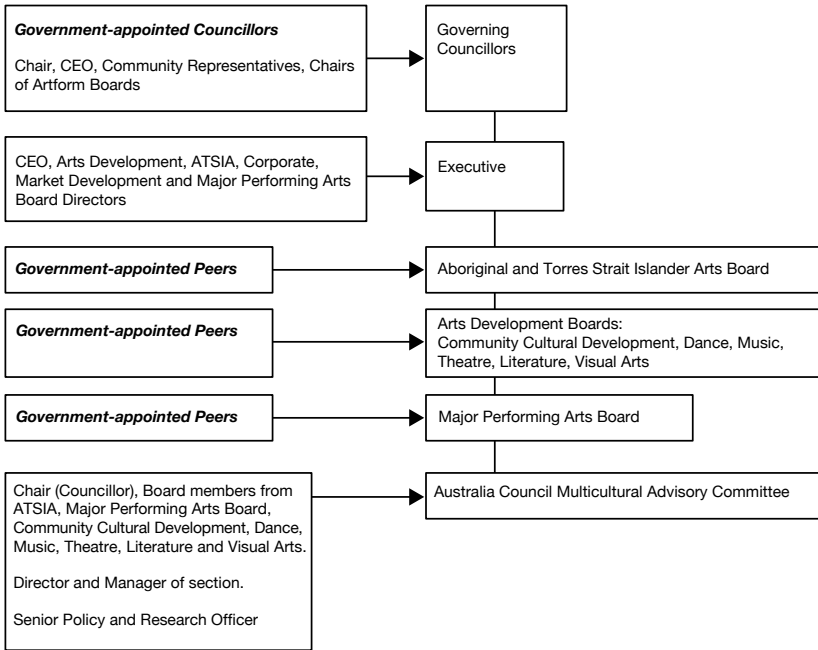 Government-appointed Councillors
Chair, CEO, Community Representatives, Chairs
of Artform Boards
Governing
Councillors
CEO, Arts Development, ATSIA, Corporate,
Market Development and Major Performing Arts
Board Directors
Executive
Government-appointed Peers
Aboriginal and Torres Strait Islander Arts Board
Government-appointed Peers
Arts Development Boards:
Community Cultural Development, Dance, Music,
Theatre, Literature, Visual Arts
Government-appointed Peers
Major Performing Arts Board
Chair (Councillor), Board members from
ATSIA, Major Performing Arts Board,
Community Cultural Development, Dance,
Music, Theatre, Literature and Visual Arts.
Director and Manager of section.
Senior Policy and Research Officer
Australia Council Multicultural Advisory Committee